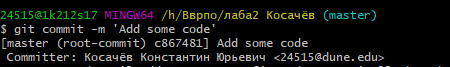 24515@1k212s17 MINGW64 /h/Вврпо/лаба2 Косачёв (master)
$ git commit -m 'Add some code'
[master (root-commit) c867481] Add some code
 Committer: Косачёв Константин Юрьевич <24515@dune.edu>